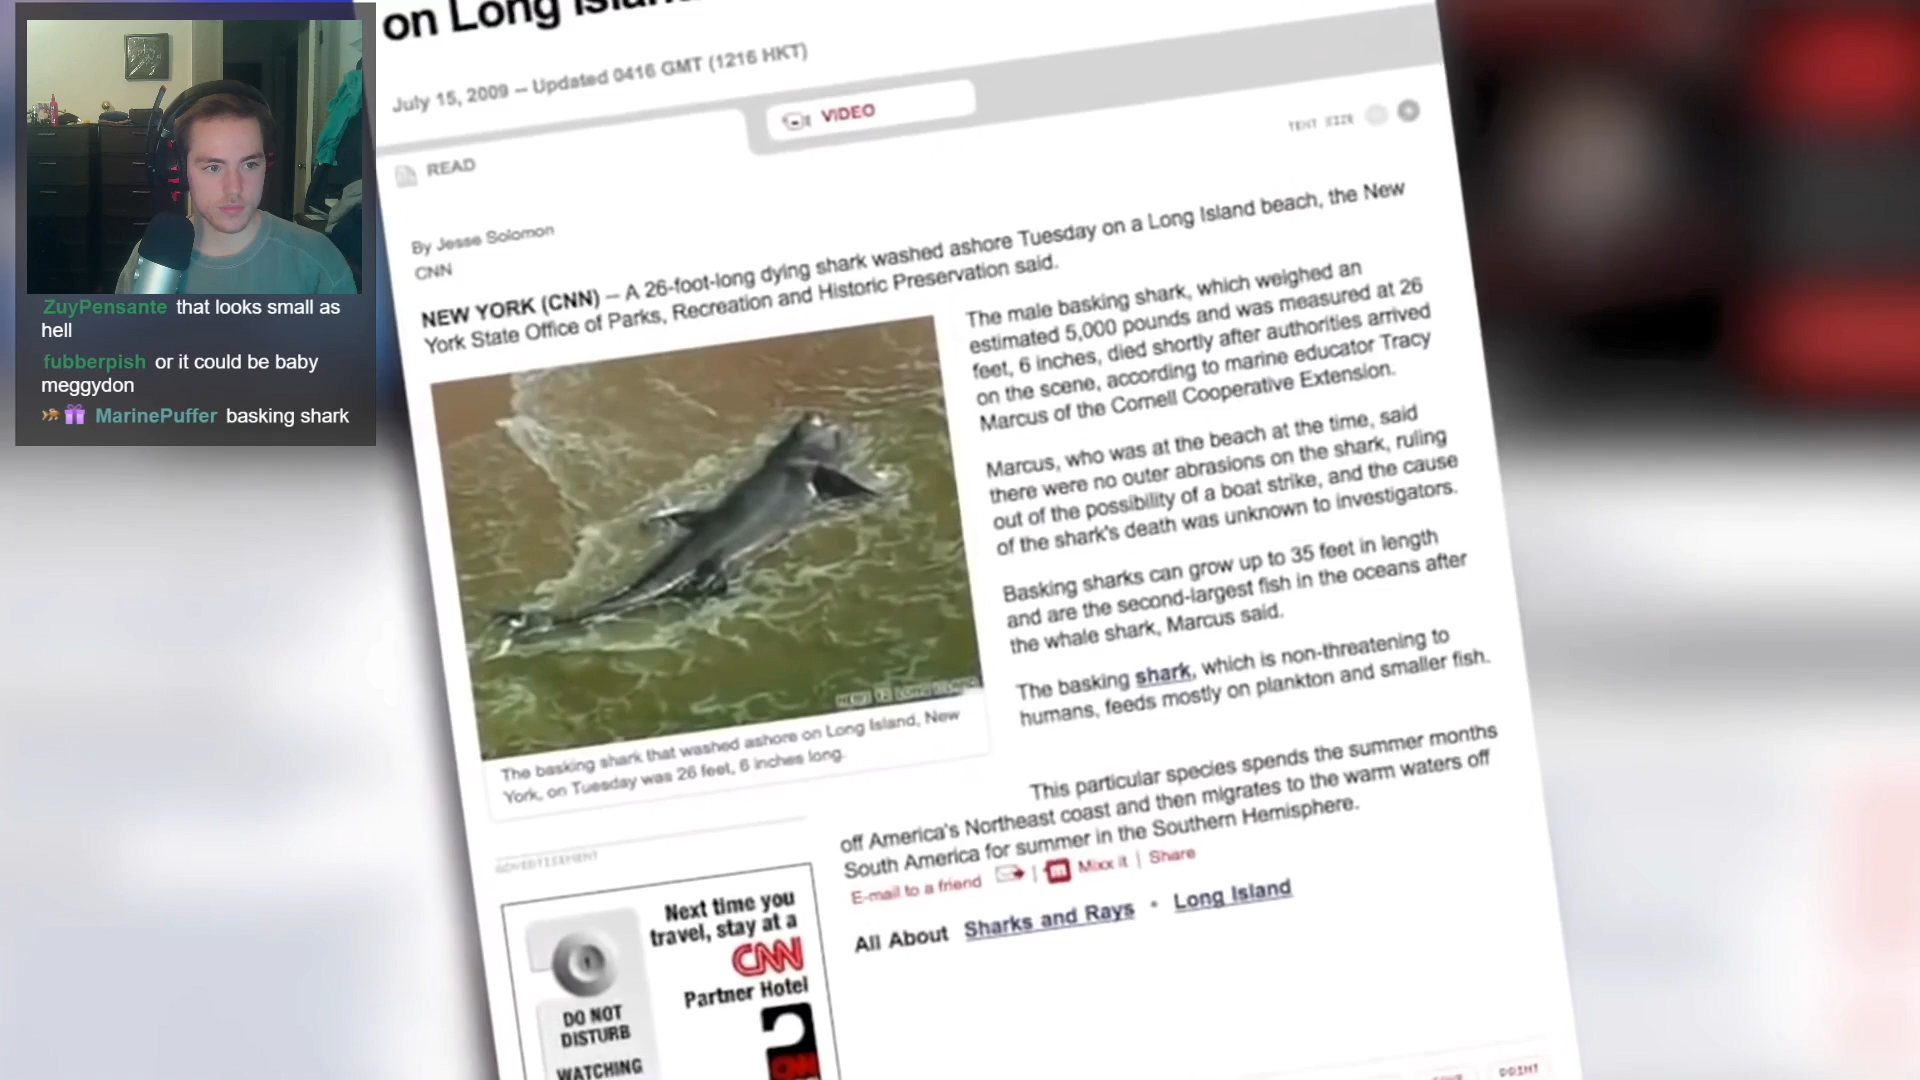 on Long Island
July 15, 2009 -- Updated 0416 GMT (1216 HKT)
READ
VIDEO
TEXT SIZE
By Jesse Solomon
CNN
NEW YORK (CNN) -- A 26-foot-long dying shark washed ashore Tuesday on a Long Island beach, the New
York State Office of Parks, Recreation and Historic Preservation said.
The male basking shark, which weighed an
estimated 5,000 pounds and was measured at 26
feet, 6 inches, died shortly after authorities arrived
on the scene, according to marine educator Tracy
Marcus of the Cornell Cooperative Extension.
Marcus, who was at the beach at the time, said
there were no outer abrasions on the shark, ruling
out of the possibility of a boat strike, and the cause
of the shark's death was unknown to investigators.
Basking sharks can grow up to 35 feet in length
and are the second-largest fish in the oceans after
the whale shark, Marcus said.
The basking shark, which is non-threatening to
humans, feeds mostly on plankton and smaller fish.
This particular species spends the summer months
off America's Northeast coast and then migrates to the warm waters off
South America for summer in the Southern Hemisphere.
NEWS 12 LONG ISLAND
The basking shark that washed ashore on Long Island, New
York, on Tuesday was 26 feet, 6 inches long.
E-mail to a friend | Mixx it | Share
All About Sharks and Rays • Long Island
ADVERTISEMENT
Next time you
travel, stay at a
CNN
Partner Hotel
DO NOT
DISTURB
WATCHING
CNN
PRINT
ZuyPensante that looks small as
hell
fubberpish or it could be baby
meggydon
MarinePuffer basking shark